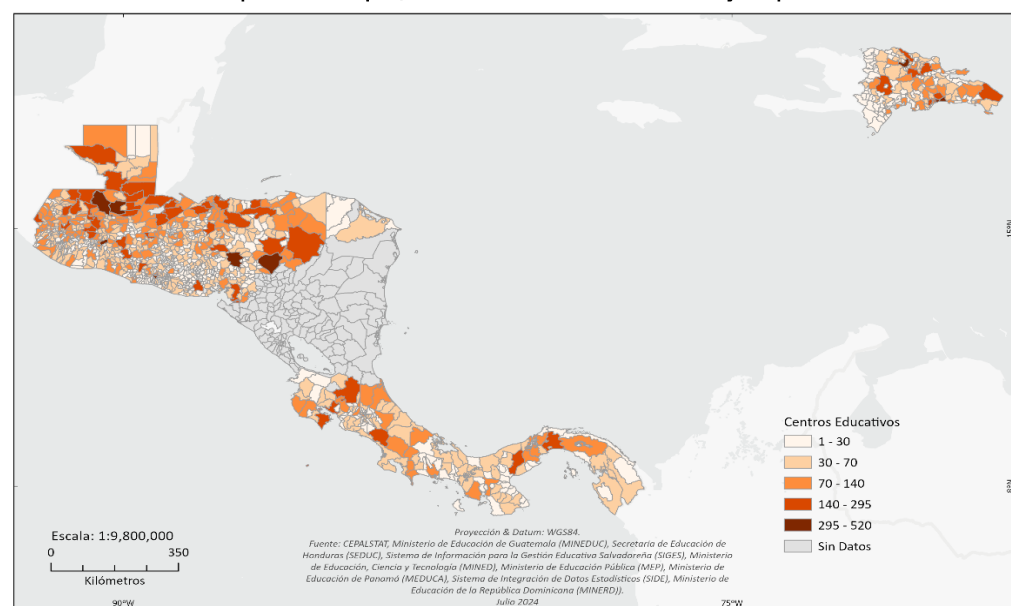 Centros Educativos
1 - 30
30 - 70
70 - 140
140 - 295
295 - 520
Sin Datos
Escala: 1:9,800,000
0 350
Kilómetros
Proyección & Datum: WGS84.
Fuente: CEPALSTAT, Ministerio de Educación de Guatemala (MINEDUC), Secretaria de Educación de
Honduras (SEDUC), Sistema de Información para la Gestión Educativa Salvadoreña (SIGES), Ministerio
de Educación, Ciencia y Tecnología (MINED), Ministerio de Educación Pública (MEP), Ministerio de
Educación de Panamá (MEDUCA), Sistema de Integración de Datos Estadísticos (SIDE), Ministerio de
Educación de la República Dominicana (MINERD)).
Julio 2024
90°W 75°W